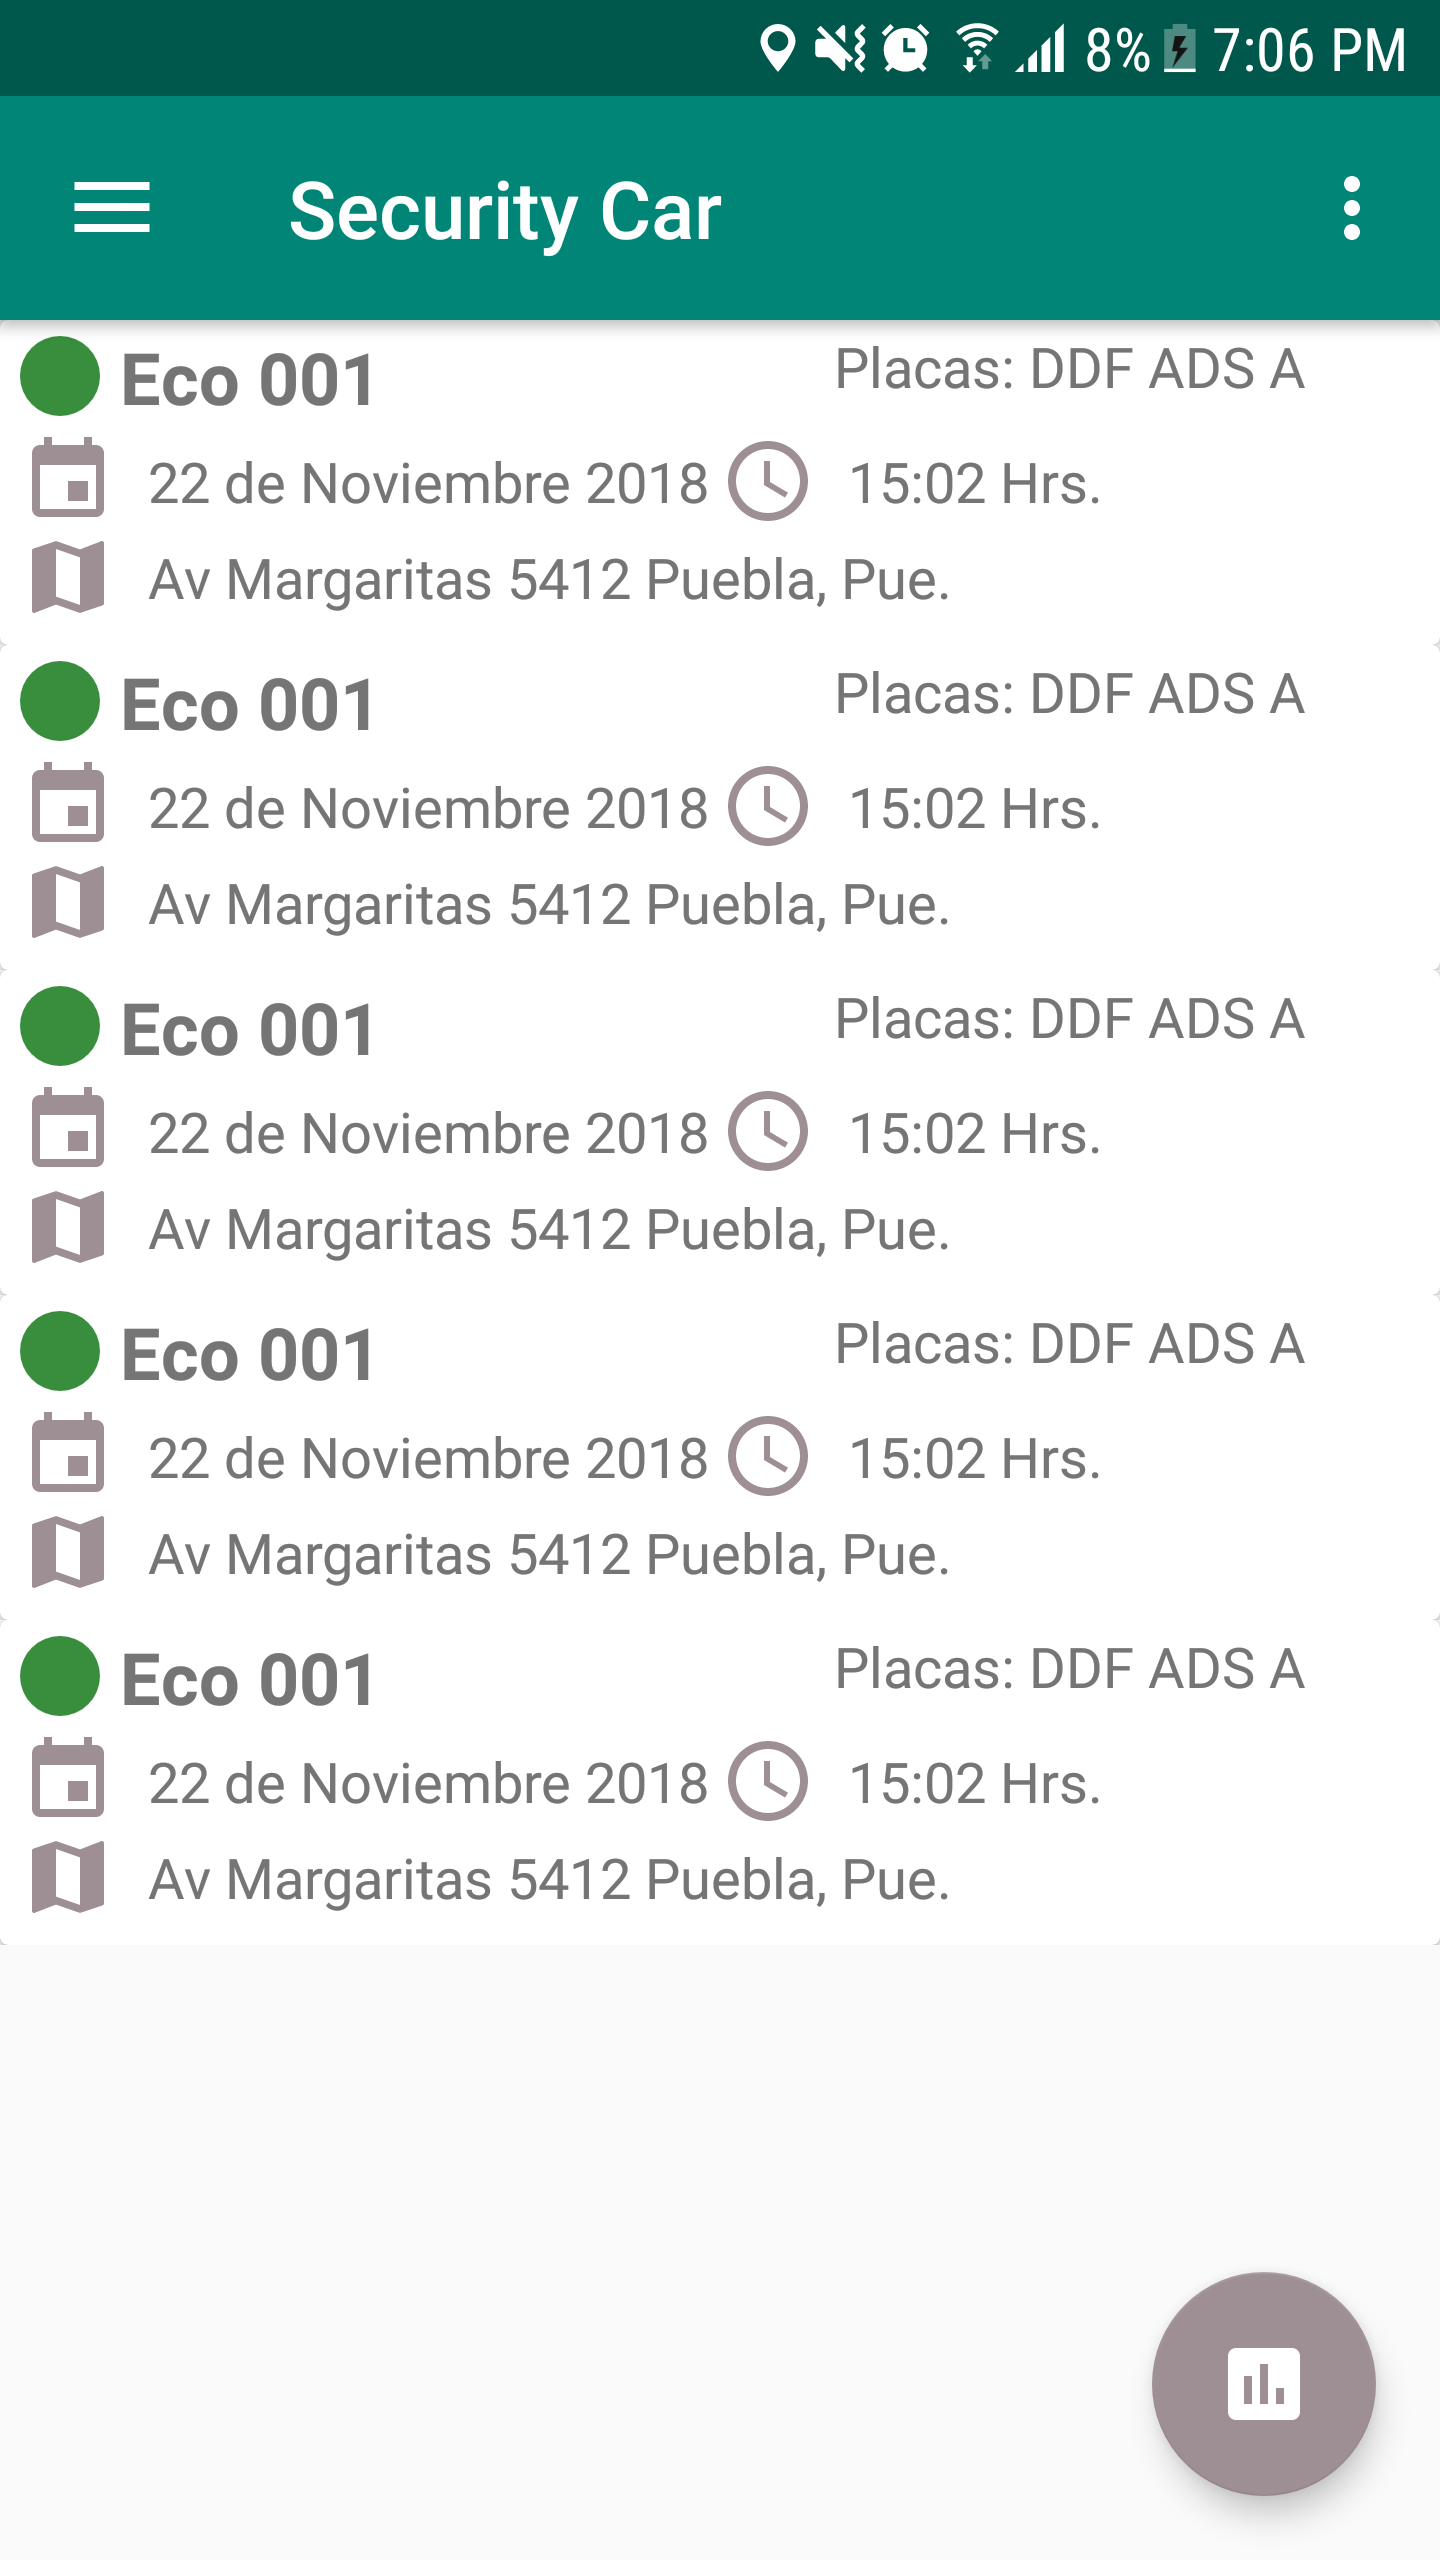 8% 7:06 PM
Security Car
Eco 001 Placas: DDF ADS A
22 de Noviembre 2018 15:02 Hrs.
Av Margaritas 5412 Puebla, Pue.
Eco 001 Placas: DDF ADS A
22 de Noviembre 2018 15:02 Hrs.
Av Margaritas 5412 Puebla, Pue.
Eco 001 Placas: DDF ADS A
22 de Noviembre 2018 15:02 Hrs.
Av Margaritas 5412 Puebla, Pue.
Eco 001 Placas: DDF ADS A
22 de Noviembre 2018 15:02 Hrs.
Av Margaritas 5412 Puebla, Pue.
Eco 001 Placas: DDF ADS A
22 de Noviembre 2018 15:02 Hrs.
Av Margaritas 5412 Puebla, Pue.